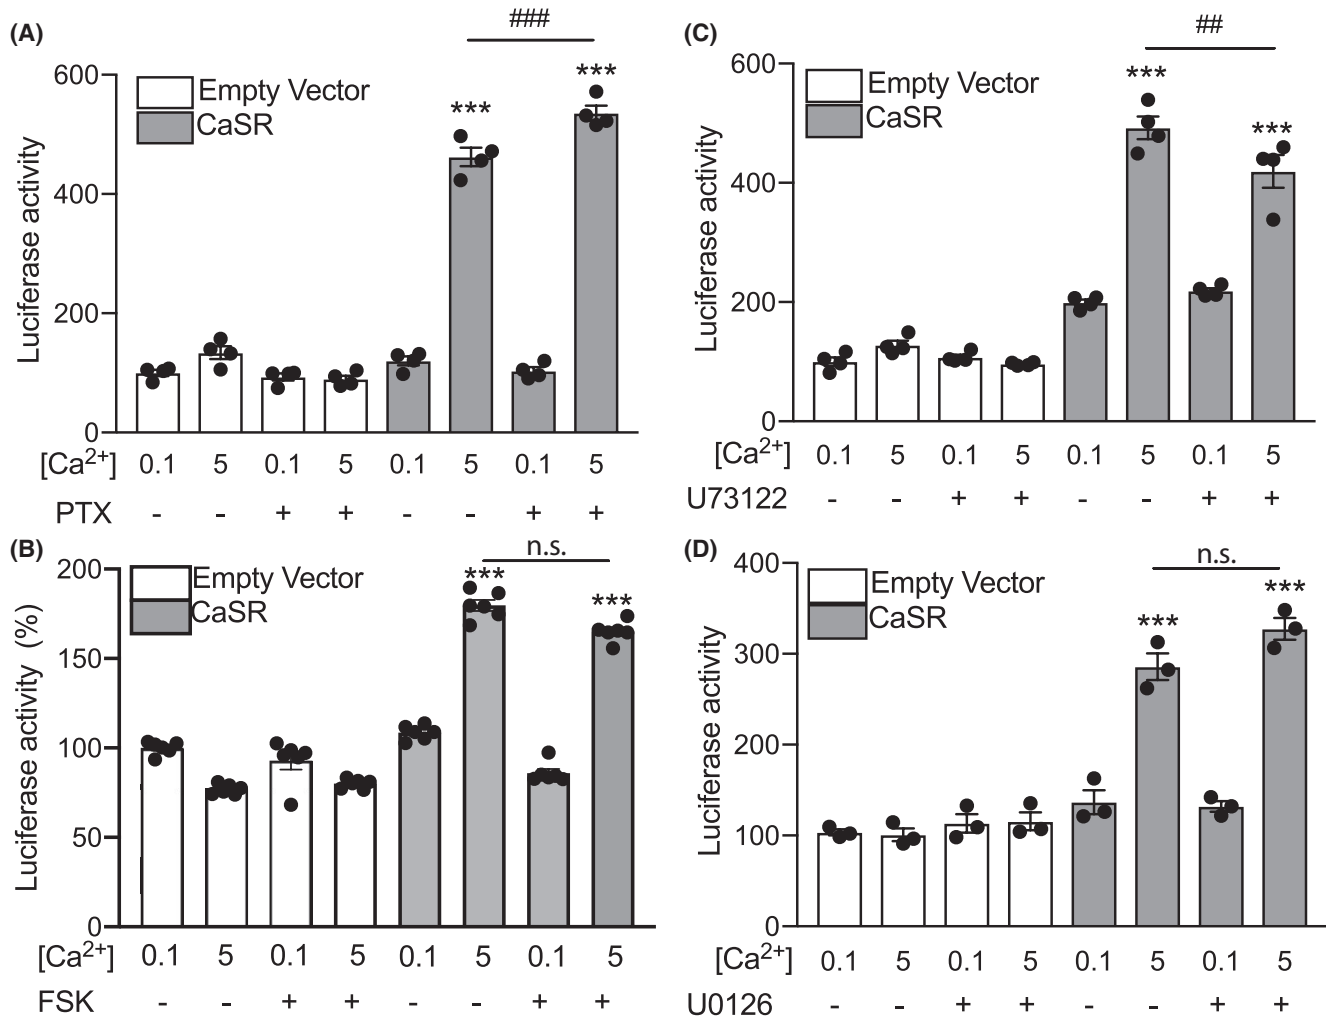 (A)
###
600
***
***
Empty Vector
CaSR
400
200
0
Luciferase activity
[Ca2+] 0.1 5 0.1 5 0.1 5 0.1 5
PTX - - + + - - + +
(B)
n.s.
200
***
***
Empty Vector
CaSR
150
100
50
0
Luciferase activity (%)
[Ca2+] 0.1 5 0.1 5 0.1 5 0.1 5
FSK - - + + - - + +
(C)
##
600
***
***
Empty Vector
CaSR
400
200
0
Luciferase activity
[Ca2+] 0.1 5 0.1 5 0.1 5 0.1 5
U73122 - - + + - - + +
(D)
n.s.
400
***
***
Empty Vector
CaSR
300
200
100
0
Luciferase activity
[Ca2+] 0.1 5 0.1 5 0.1 5 0.1 5
U0126 - - + + - - + +